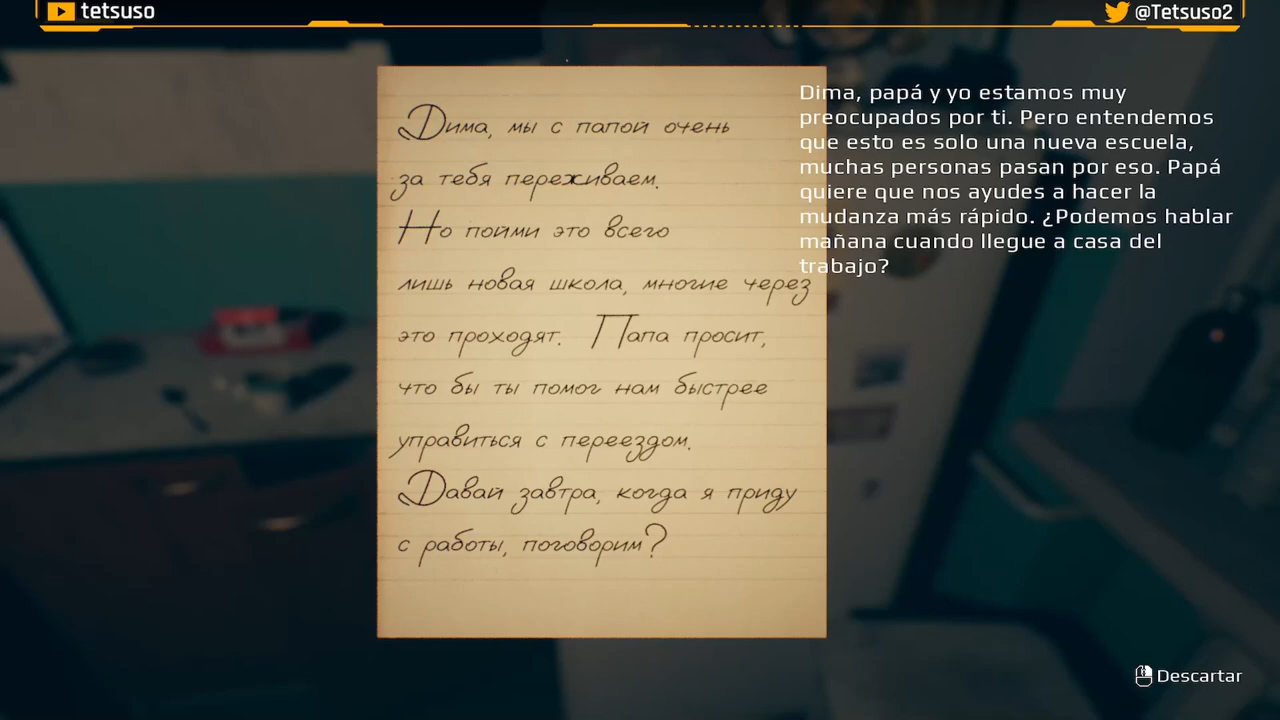 tetsuso
@Tetsuso2
Дима, мы с папой очень
за тебя переживаем.
Но пойми это всего
лишь новая школа, многие через
это проходят. Папа просит,
что бы ты помог нам быстрее
управиться с переездом.
Давай завтра, когда я приду
с работы, поговорим?
Dima, papá y yo estamos muy
preocupados por ti. Pero entendemos
que esto es solo una nueva escuela,
muchas personas pasan por eso. Papá
quiere que nos ayudes a hacer la
mudanza más rápido. ¿Podemos hablar
mañana cuando llegue a casa del
trabajo?
Descartar